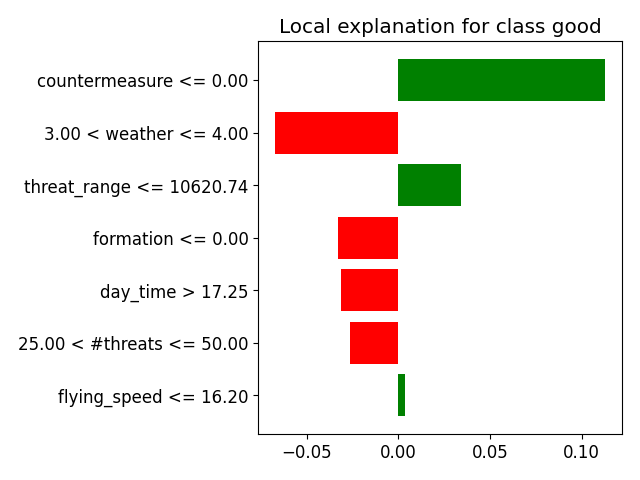 Local explanation for class good
countermeasure <= 0.00
3.00 < weather <= 4.00
threat_range <= 10620.74
formation <= 0.00
day_time > 17.25
25.00 < #threats <= 50.00
flying_speed <= 16.20
−0.05 0.00 0.05 0.10